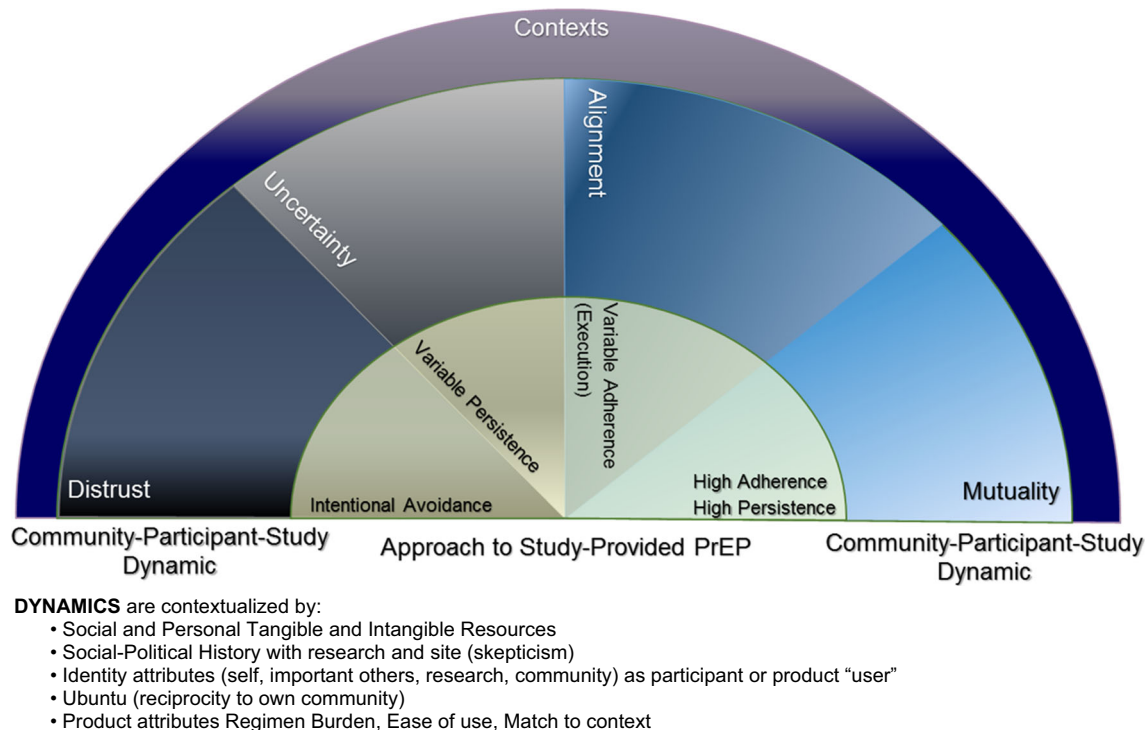 Contexts
Alignment
Uncertainty
Variable Adherence
(Execution)
Variable Persistence
Distrust
Intentional Avoidance
High Adherence
High Persistence
Mutuality
Community-Participant-Study
Dynamic
Approach to Study-Provided PrEP
Community-Participant-Study
Dynamic
DYNAMICS are contextualized by:
• Social and Personal Tangible and Intangible Resources
• Social-Political History with research and site (skepticism)
• Identity attributes (self, important others, research, community) as participant or product “user”
• Ubuntu (reciprocity to own community)
• Product attributes Regimen Burden, Ease of use, Match to context